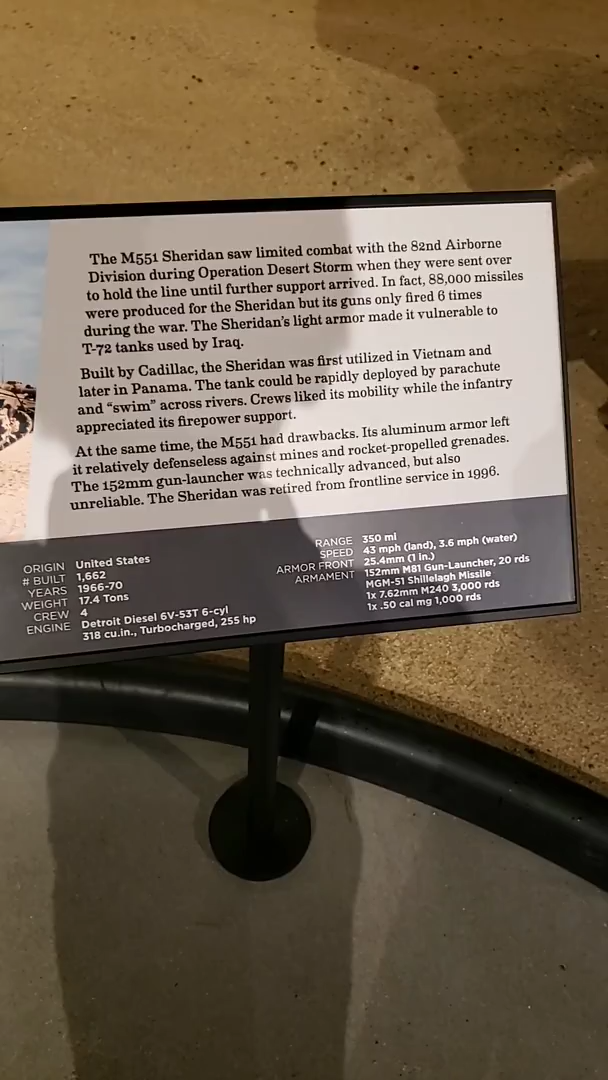 The M551 Sheridan saw limited combat with the 82nd Airborne
Division during Operation Desert Storm when they were sent over
to hold the line until further support arrived. In fact, 88,000 missiles
were produced for the Sheridan but its guns only fired 6 times
during the war. The Sheridan's light armor made it vulnerable to
T-72 tanks used by Iraq.
Built by Cadillac, the Sheridan was first utilized in Vietnam and
later in Panama. The tank could be rapidly deployed by parachute
and "swim" across rivers. Crews liked its mobility while the infantry
appreciated its firepower support.
At the same time, the M551 had drawbacks. Its aluminum armor left
it relatively defenseless against mines and rocket-propelled grenades.
The 152mm gun-launcher was technically advanced, but also
unreliable. The Sheridan was retired from frontline service in 1996.
ORIGIN United States
# BUILT 1,662
YEARS 1966-70
WEIGHT 17.4 Tons
CREW 4
ENGINE Detroit Diesel 6V-53T 6-cyl
318 cu.in., Turbocharged, 255 hp
RANGE 350 mi
SPEED 43 mph (land), 3.6 mph (water)
ARMOR FRONT 25.4mm (1 in.)
ARMAMENT 152mm M81 Gun-Launcher, 20 rds
MGM-51 Shillelagh Missile
1x 7.62mm M240 3,000 rds
1x .50 cal mg 1,000 rds